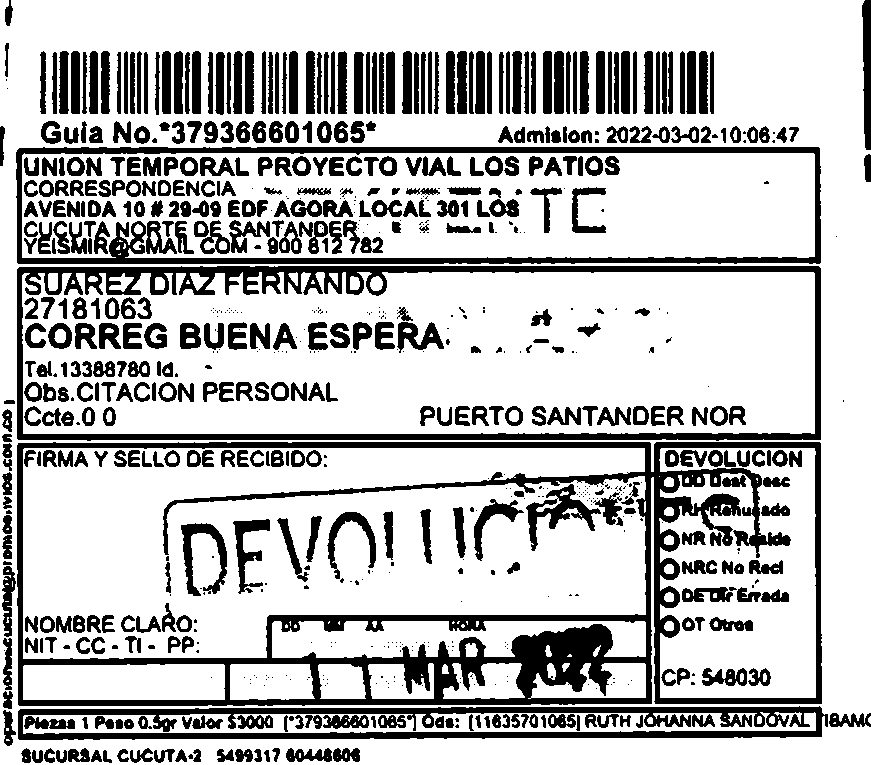 Guia No.*379366601065*
Admision: 2022-03-02-10:06:47
UNION TEMPORAL PROYECTO VIAL LOS PATIOS
CORRESPONDENCIA
AVENIDA 10 # 29-09 EDF AGORA LOCAL 301 LOS
CUCUTA NORTE DE SANTANDER
YEISMIR@GMAIL COM - 900 812 782
SUAREZ DIAZ FERNANDO
27181063
CORREG BUENA ESPERA
Tel.13388780 Id.
Obs.CITACION PERSONAL
Ccte.0 0
PUERTO SANTANDER NOR
FIRMA Y SELLO DE RECIBIDO:
DEVOLUCION
DD Dest Desc
RH Rehusado
NR No Reside
NRC No Recl
DE Dir Errada
OT Otros
CP: 548030
DEVOLUCIO
NOMBRE CLARO:
NIT - CC - TI - PP:
DD MM AA HORA
11 MAR 2022
Piezas 1 Peso 0.5gr Valor $3000 [*379366601065*] Ods: [11635701065] RUTH JOHANNA SANDOVAL TIBAMO
SUCURSAL CUCUTA-2 5499317 60448606